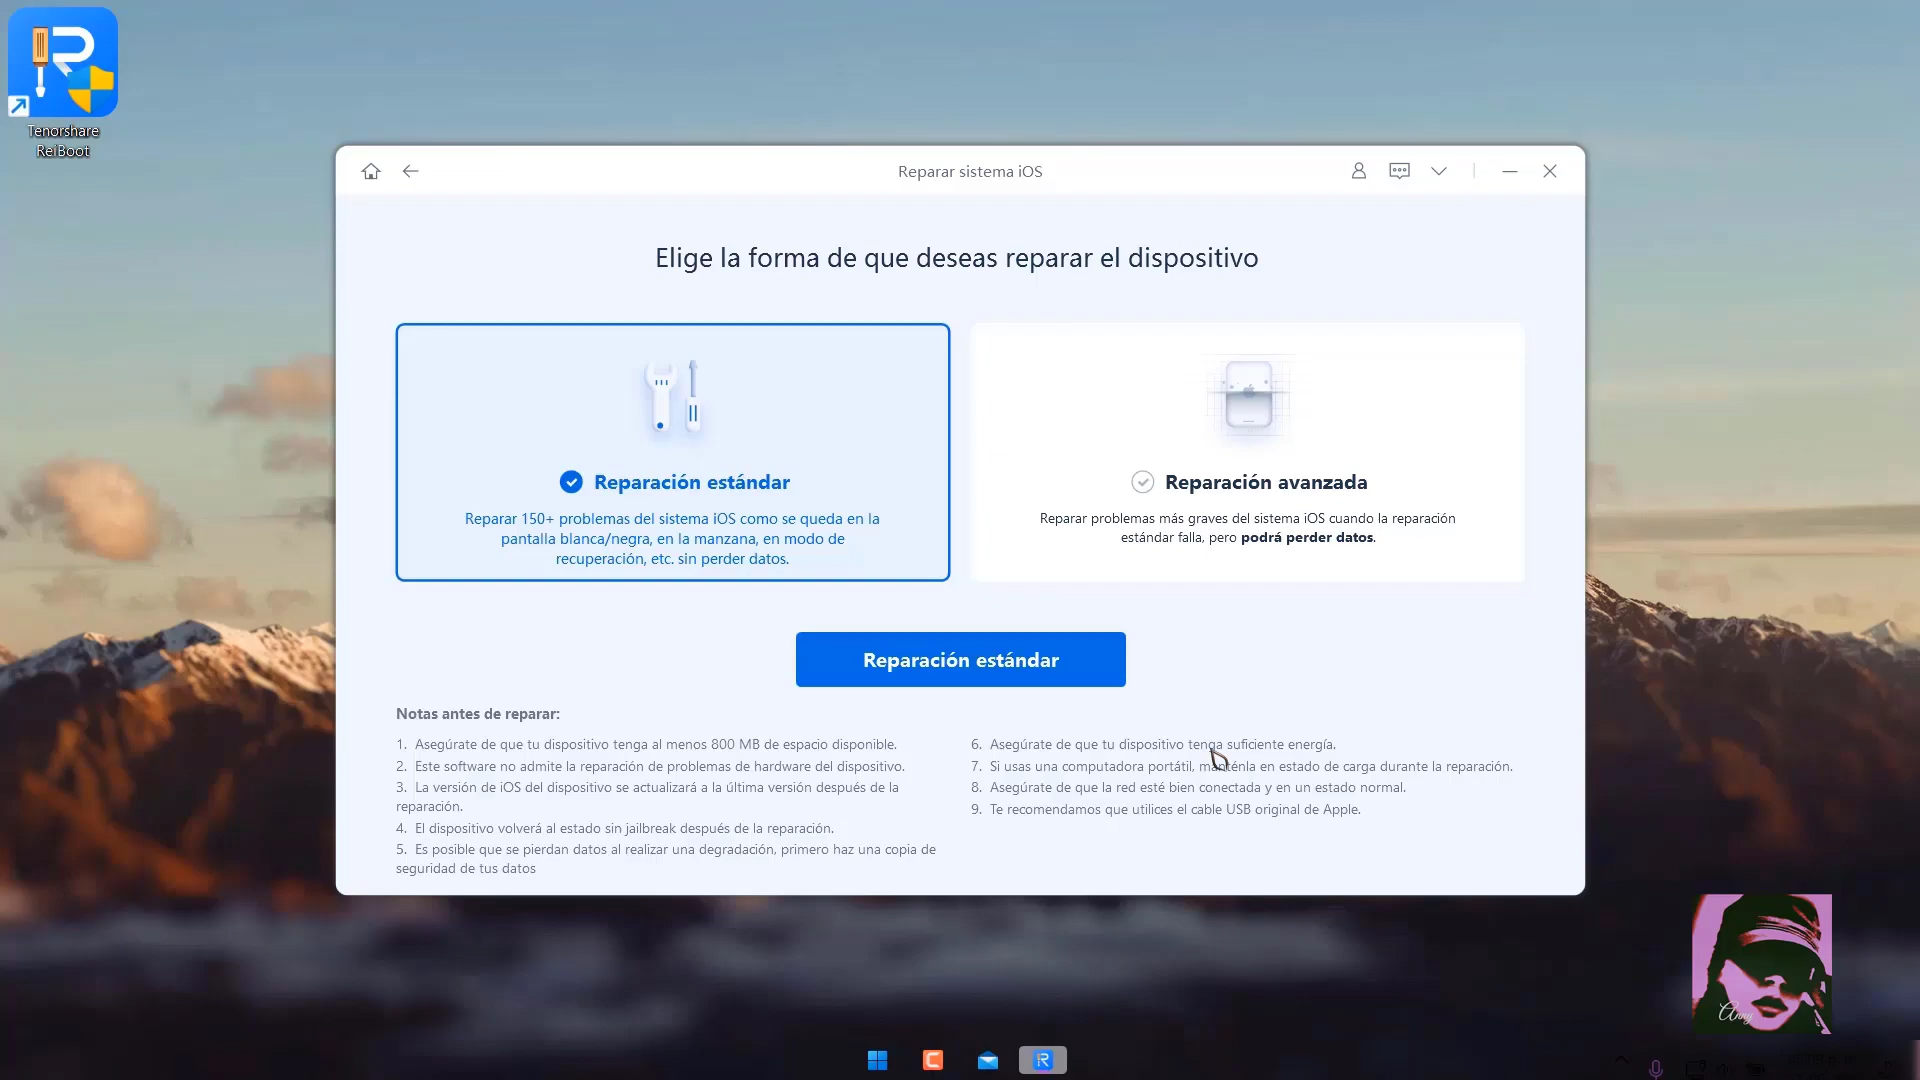 Tenorshare
ReiBoot
Reparar sistema iOS
Elige la forma de que deseas reparar el dispositivo
Reparación estándar
Reparar 150+ problemas del sistema iOS como se queda en la
pantalla blanca/negra, en la manzana, en modo de
recuperación, etc. sin perder datos.
Reparación avanzada
Reparar problemas más graves del sistema iOS cuando la reparación
estándar falla, pero podrá perder datos.
Reparación estándar
Notas antes de reparar:
1. Asegúrate de que tu dispositivo tenga al menos 800 MB de espacio disponible.
2. Este software no admite la reparación de problemas de hardware del dispositivo.
3. La versión de iOS del dispositivo se actualizará a la última versión después de la
reparación.
4. El dispositivo volverá al estado sin jailbreak después de la reparación.
5. Es posible que se pierdan datos al realizar una degradación, primero haz una copia de
seguridad de tus datos
6. Asegúrate de que tu dispositivo tenga suficiente energía.
7. Si usas una computadora portátil, manténla en estado de carga durante la reparación.
8. Asegúrate de que la red esté bien conectada y en un estado normal.
9. Te recomendamos que utilices el cable USB original de Apple.
Anny